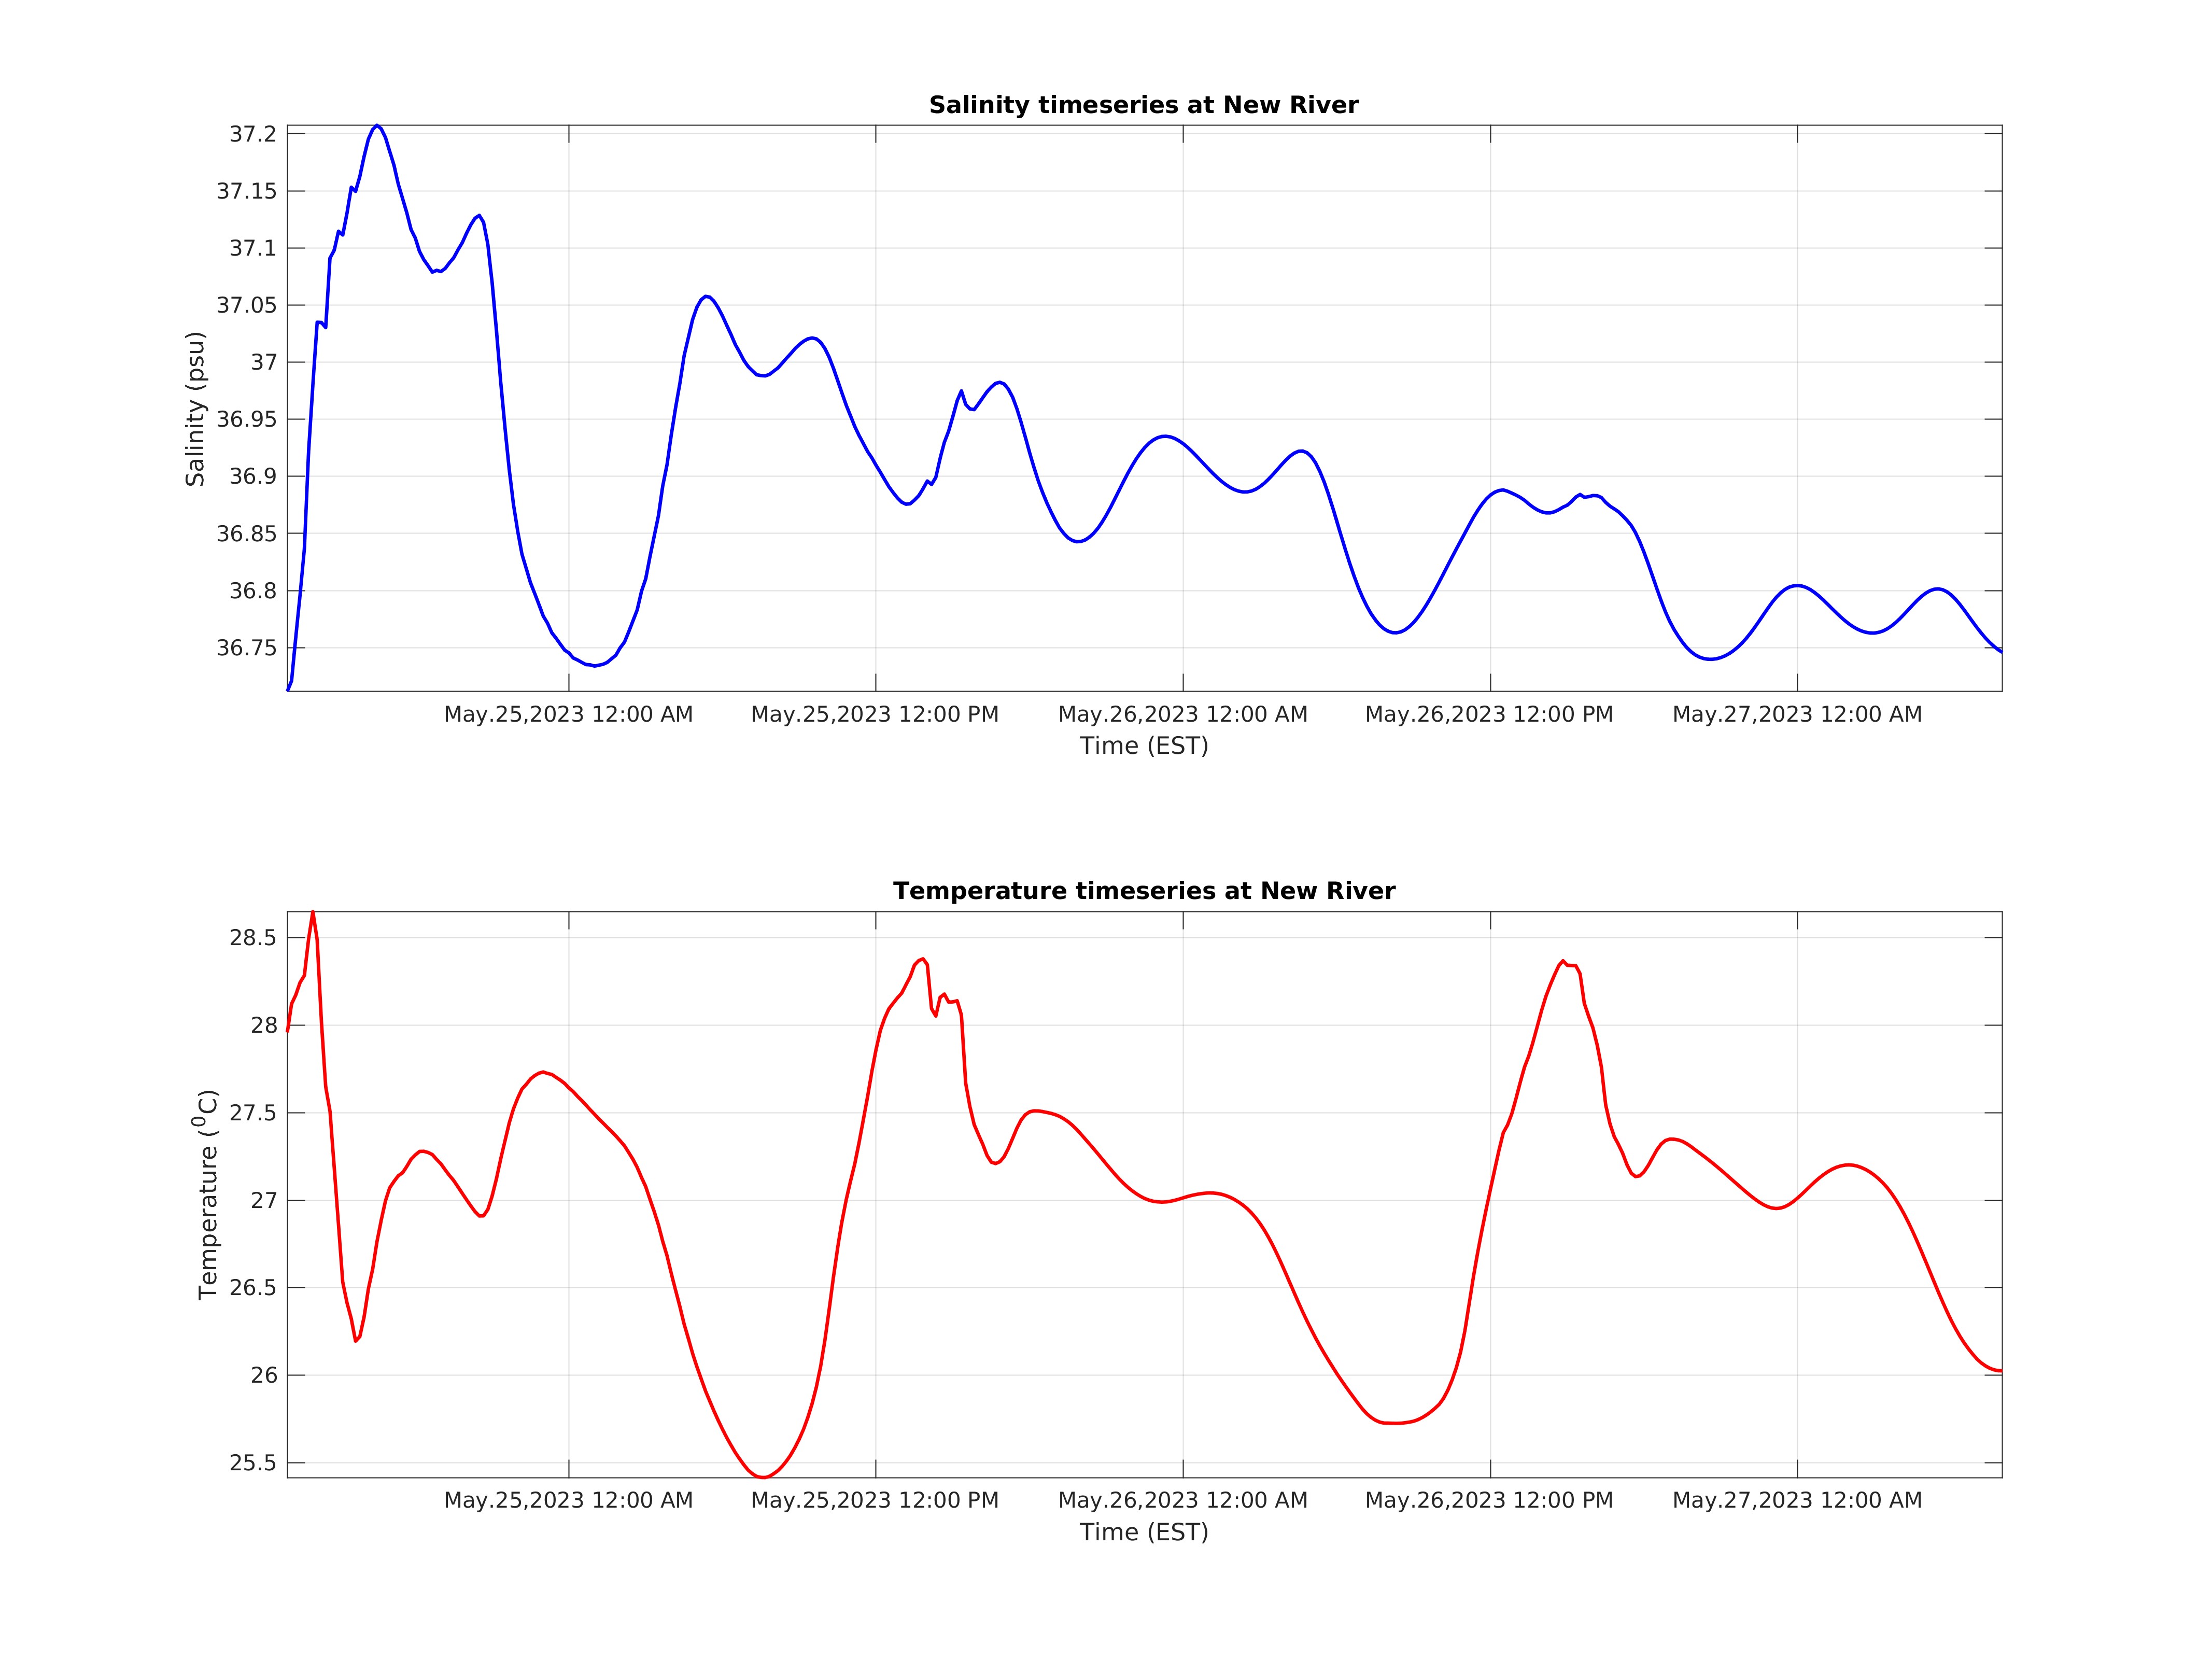 Salinity timeseries at New River
37.2
37.15
37.1
37.05
37
36.95
36.9
36.85
36.8
36.75
Salinity (psu)
May.25,2023 12:00 AM May.25,2023 12:00 PM May.26,2023 12:00 AM May.26,2023 12:00 PM May.27,2023 12:00 AM
Time (EST)
Temperature timeseries at New River
28.5
28
27.5
27
26.5
26
25.5
Temperature (⁰C)
May.25,2023 12:00 AM May.25,2023 12:00 PM May.26,2023 12:00 AM May.26,2023 12:00 PM May.27,2023 12:00 AM
Time (EST)